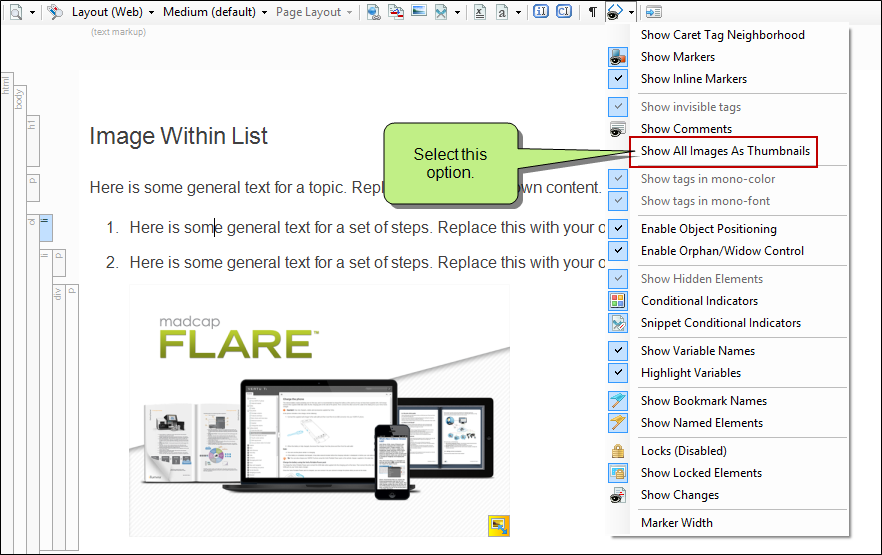 Layout (Web) Medium (default) Page Layout
(text markup)
html
body
h1
p
ol
li
li
p
div
p
Image Within List
Here is some general text for a topic. Repl own content.
1. Here is some general text for a set of steps. Replace this with your o
2. Here is some general text for a set of steps. Replace this with your o
madcap
FLARE™
Select this
option.
Show Caret Tag Neighborhood
Show Markers
Show Inline Markers
Show invisible tags
Show Comments
Show All Images As Thumbnails
Show tags in mono-color
Show tags in mono-font
Enable Object Positioning
Enable Orphan/Widow Control
Show Hidden Elements
Conditional Indicators
Snippet Conditional Indicators
Show Variable Names
Highlight Variables
Show Bookmark Names
Show Named Elements
Locks (Disabled)
Show Locked Elements
Show Changes
Marker Width